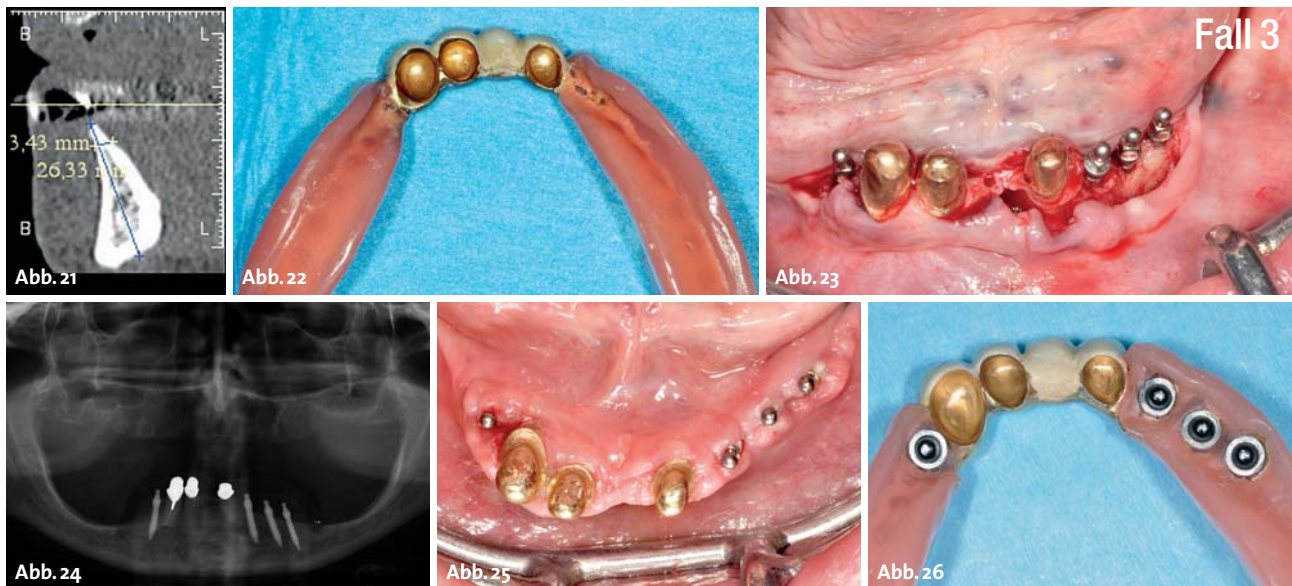 B
L
3,43 mm
26,33 mm
B
L
Abb. 21
Abb. 22
Fall 3
Abb. 23
Abb. 24
Abb. 25
Abb. 26